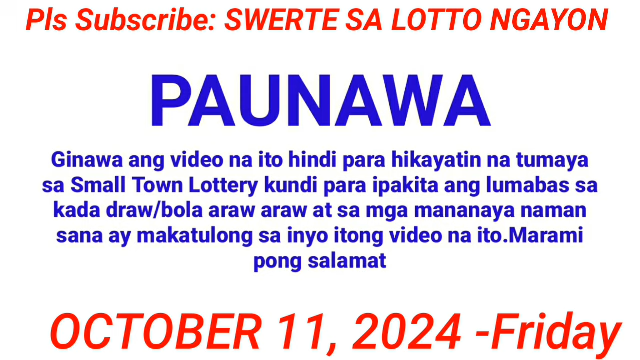 Pls Subscribe: SWERTE SA LOTTO NGAYON
PAUNAWA
Ginawa ang video na ito hindi para hikayatin na tumaya
sa Small Town Lottery kundi para ipakita ang lumabas sa
kada draw/bola araw araw at sa mga mananaya naman
sana ay makatulong sa inyo itong video na ito.Marami
pong salamat
OCTOBER 11, 2024 -Friday